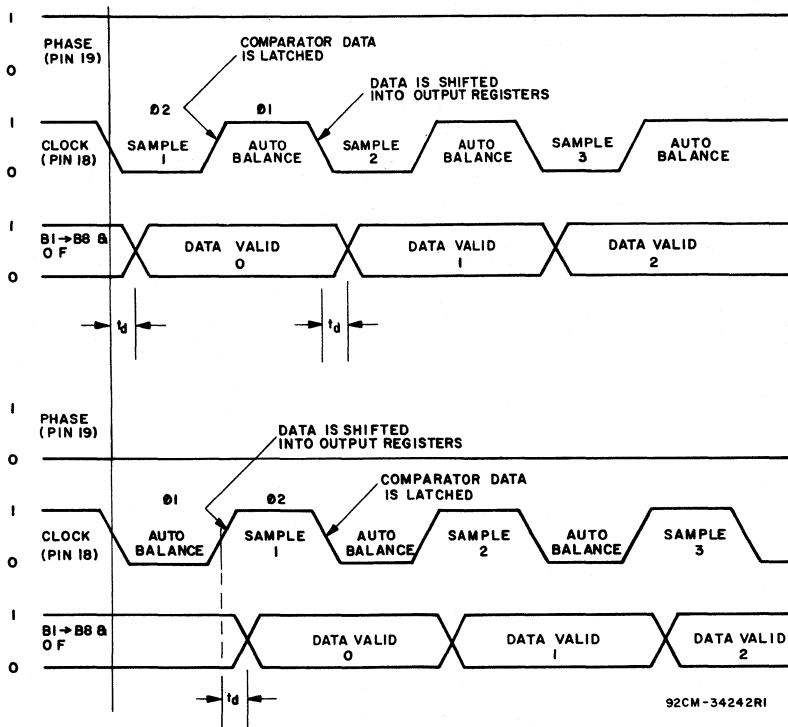 1
PHASE
(PIN 19)
0
COMPARATOR DATA
IS LATCHED
DATA IS SHIFTED
INTO OUTPUT REGISTERS
Ø2
Ø1
1
CLOCK
(PIN 18)
0
SAMPLE
1
AUTO
BALANCE
SAMPLE
2
AUTO
BALANCE
SAMPLE
3
AUTO
BALANCE
1
B1→B8 &
OF
0
DATA VALID
0
DATA VALID
1
DATA VALID
2
td
td
1
PHASE
(PIN 19)
0
DATA IS SHIFTED
INTO OUTPUT REGISTERS
COMPARATOR DATA
IS LATCHED
Ø1
Ø2
1
CLOCK
(PIN 18)
0
AUTO
BALANCE
SAMPLE
1
AUTO
BALANCE
SAMPLE
2
AUTO
BALANCE
SAMPLE
3
1
B1→B8 &
OF
0
DATA VALID
0
DATA VALID
1
DATA VALID
2
td
92CM-34242R1